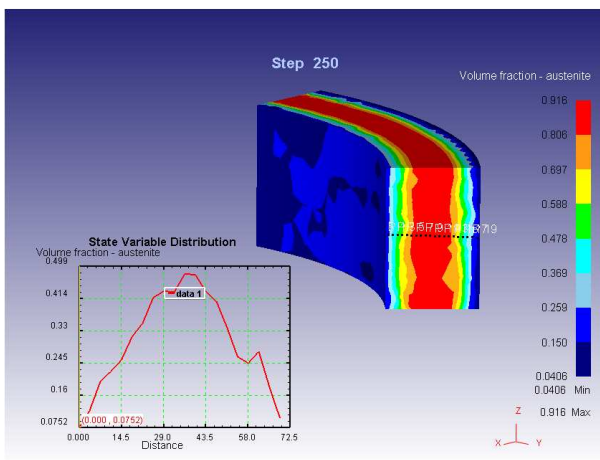 Step 250
Volume fraction - austenite
0.916
0.806
0.697
0.588
0.478
0.369
0.259
0.150
0.0406
0.0406 Min
0.916 Max
State Variable Distribution
Volume fraction - austenite
0.499
0.414
0.33
0.245
0.16
0.0752
data 1
(0.000 , 0.0752)
0.000 14.5 29.0 43.5 58.0 72.5
Distance
Z
X Y